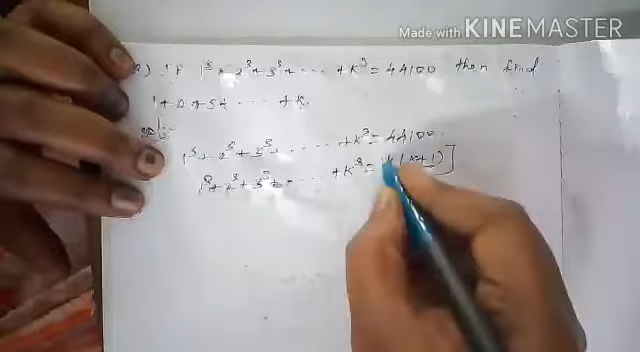 Made with KINEMASTER
If 1³ + 2³ + 3³ + ... + k³ = 44100 then find
1 + 2 + 3 + ... + k.
Sol:-
1³ + 2³ + 3³ + ... + k³ = 44100.
1³ + 2³ + 3³ + ... + k³ = k(k+1)]